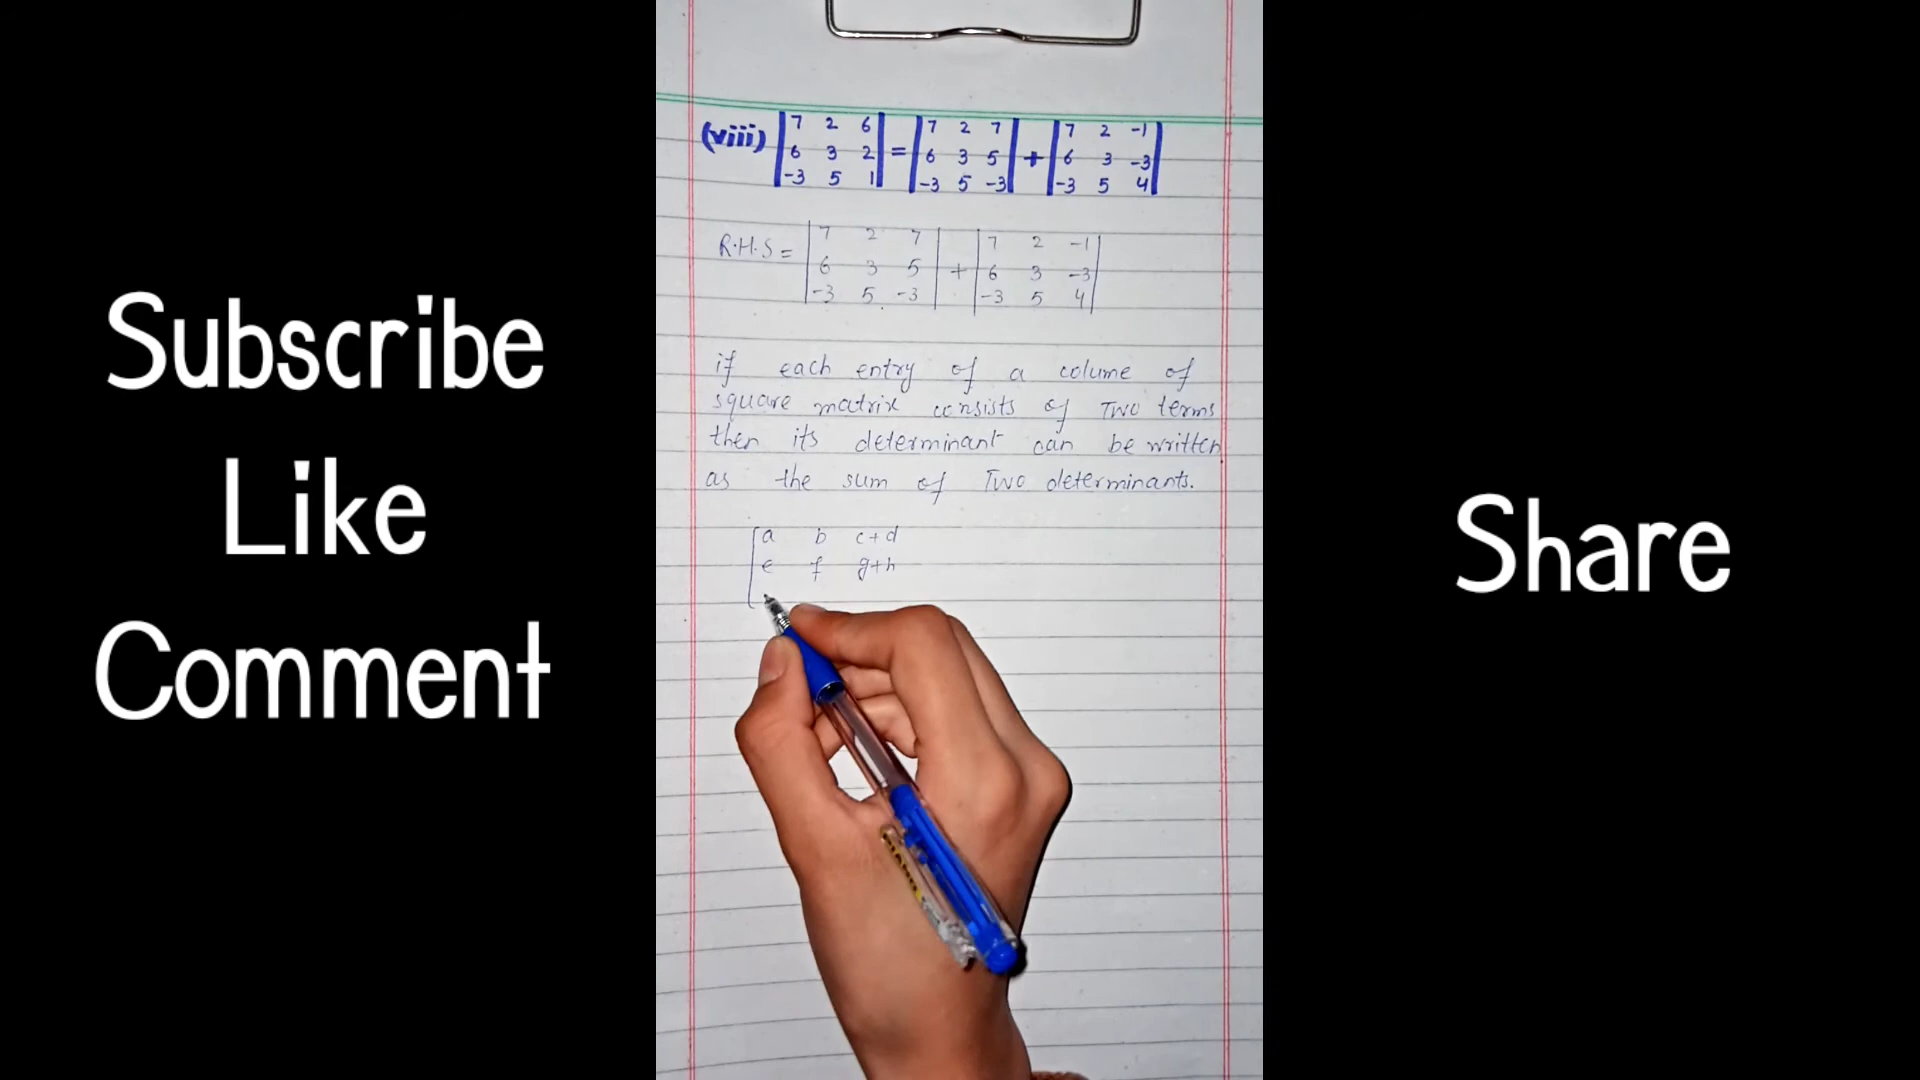 Subscribe
Like
Comment
(viii) | 7 2 6 | = | 7 2 7 | + | 7 2 -1 |
| 6 3 2 | | 6 3 5 | | 6 3 -3 |
| -3 5 1 | | -3 5 -3 | | -3 5 4 |
R.H.S = | 7 2 7 | + | 7 2 -1 |
| 6 3 5 | | 6 3 -3 |
| -3 5 -3 | | -3 5 4 |
if each entry of a colume of
square matrix consists of Two terms
then its determinant can be written
as the sum of Two determinants.
[ a b c+d
e f g+h
Share